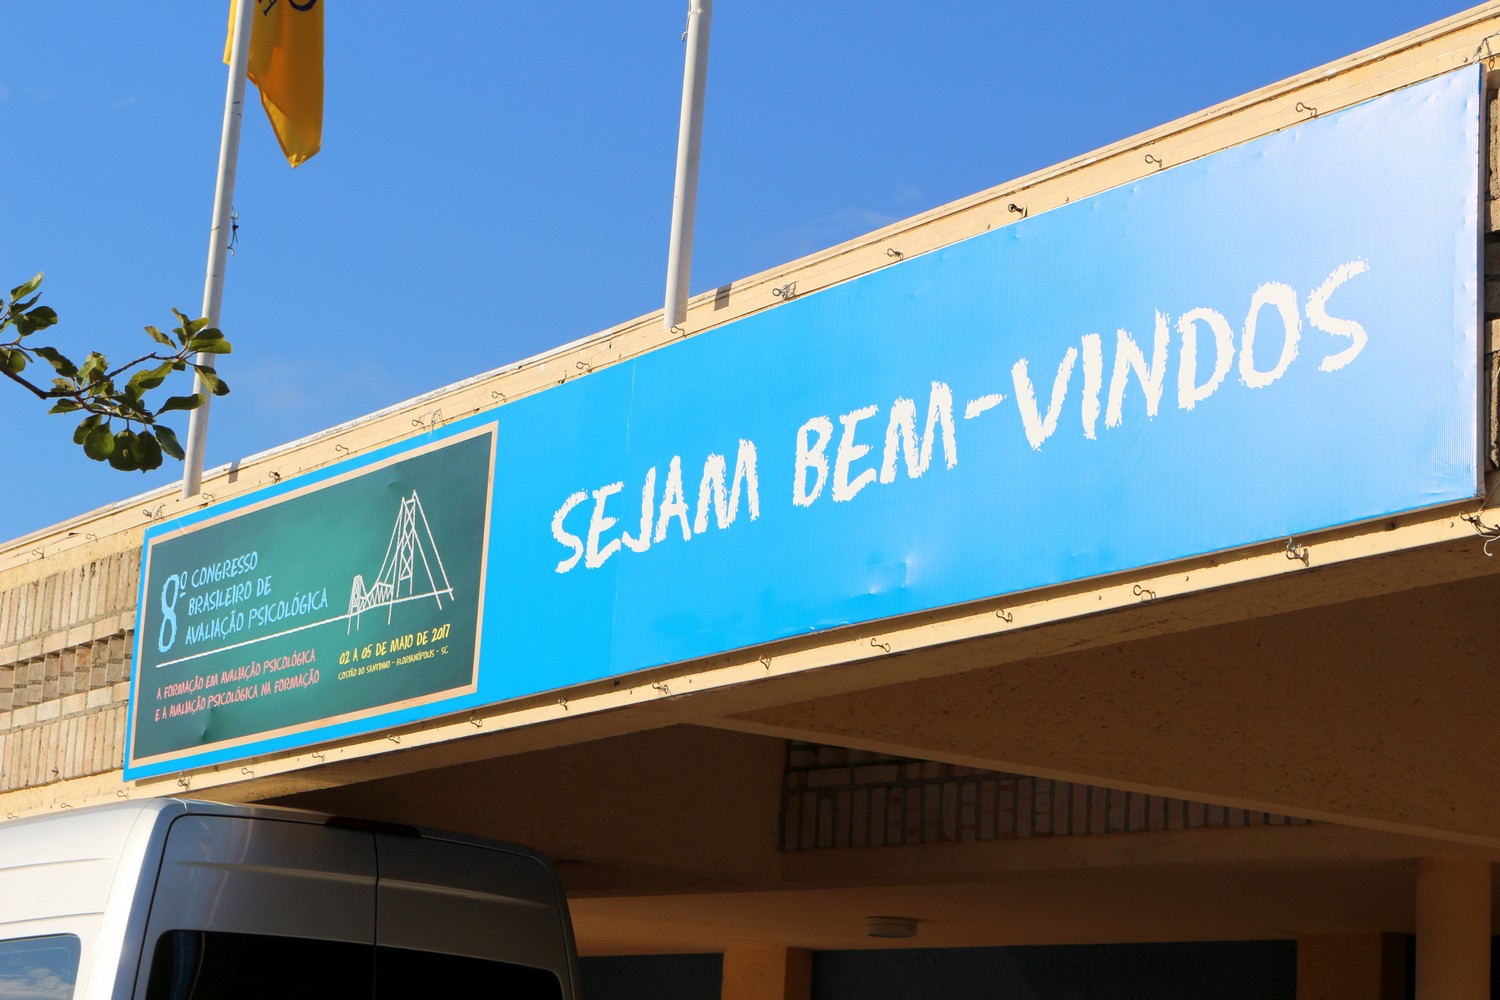 8º CONGRESSO
BRASILEIRO DE
AVALIAÇÃO PSICOLÓGICA
A FORMAÇÃO EM AVALIAÇÃO PSICOLÓGICA
E A AVALIAÇÃO PSICOLÓGICA NA FORMAÇÃO
02 A 05 DE MAIO DE 2017
COSTÃO DO SANTINHO - FLORIANÓPOLIS - SC
SEJAM BEM-VINDOS